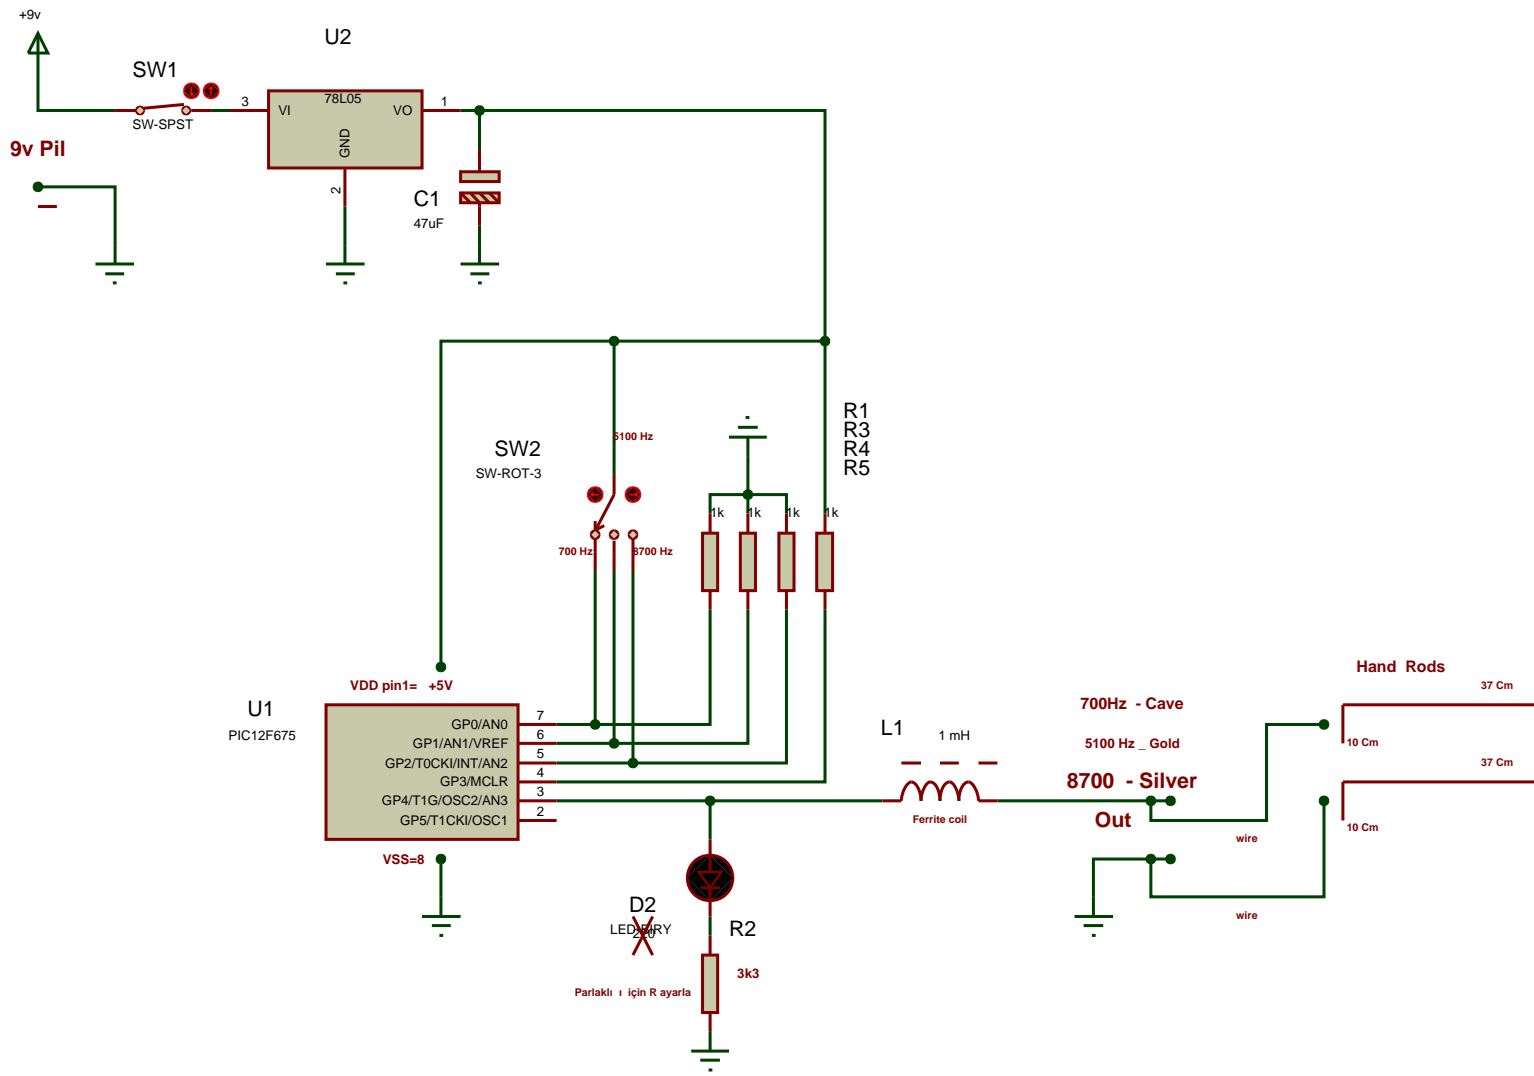 +9v
U2
SW1
78L05
3
VI
VO
1
SW-SPST
GND
2
9v Pil
C1
47uF
R1
R3
R4
R5
5100 Hz
SW2
SW-ROT-3
1k
1k
1k
1k
700 Hz
8700 Hz
Hand Rods
37 Cm
VDD pin1= +5V
U1
PIC12F675
GP0/AN0
7
GP1/AN1/VREF
6
GP2/T0CKI/INT/AN2
5
GP3/MCLR
4
GP4/T1G/OSC2/AN3
3
GP5/T1CKI/OSC1
2
VSS=8
L1
1 mH
Ferrite coil
700Hz - Cave
5100 Hz _ Gold
8700 - Silver
Out
10 Cm
37 Cm
10 Cm
wire
wire
D2
220
R2
3k3
için R ayarla